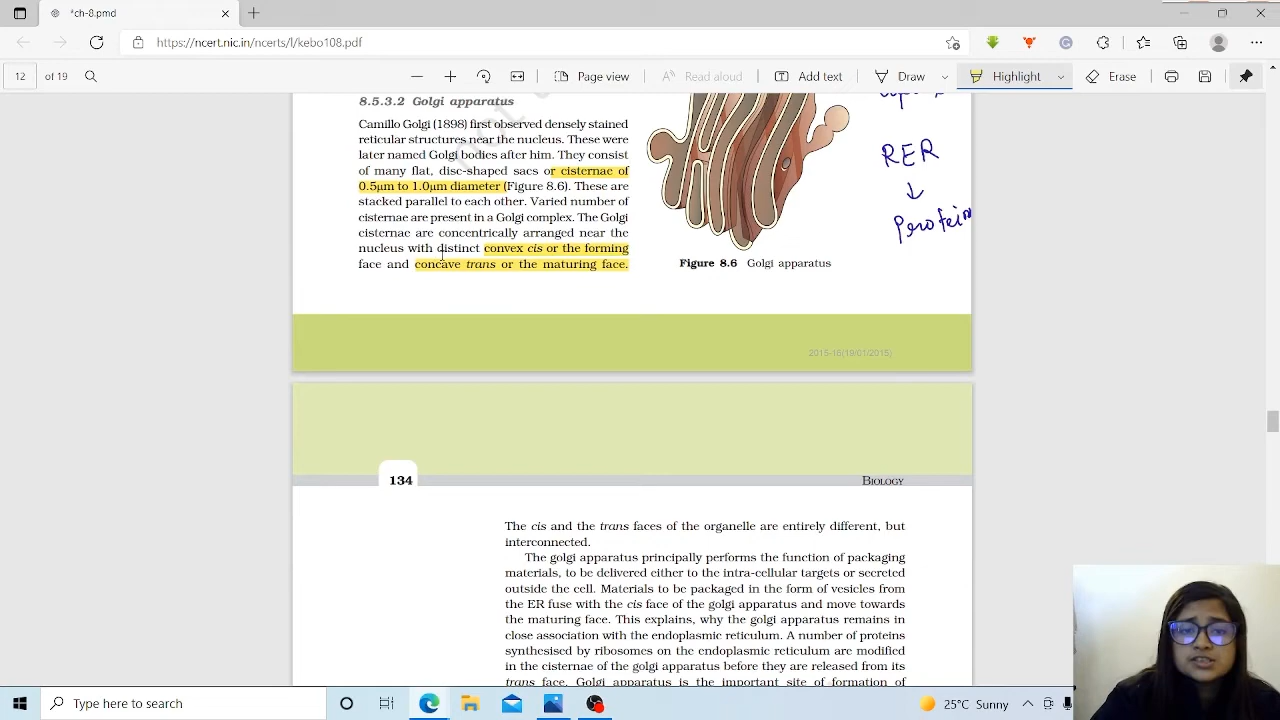 *ch-8.pmd
https://ncert.nic.in/ncerts/l/kebo108.pdf
12 of 19
Page view
Read aloud
Add text
Draw
Highlight
Erase
8.5.3.2 Golgi apparatus
Camillo Golgi (1898) first observed densely stained
reticular structures near the nucleus. These were
later named Golgi bodies after him. They consist
of many flat, disc-shaped sacs or cisternae of
0.5µm to 1.0µm diameter (Figure 8.6). These are
stacked parallel to each other. Varied number of
cisternae are present in a Golgi complex. The Golgi
cisternae are concentrically arranged near the
nucleus with distinct convex cis or the forming
face and concave trans or the maturing face.
RER
↓
Figure 8.6 Golgi apparatus
2015-16(19/01/2015)
134
BIOLOGY
The cis and the trans faces of the organelle are entirely different, but
interconnected.
The golgi apparatus principally performs the function of packaging
materials, to be delivered either to the intra-cellular targets or secreted
outside the cell. Materials to be packaged in the form of vesicles from
the ER fuse with the cis face of the golgi apparatus and move towards
the maturing face. This explains, why the golgi apparatus remains in
close association with the endoplasmic reticulum. A number of proteins
synthesised by ribosomes on the endoplasmic reticulum are modified
in the cisternae of the golgi apparatus before they are released from its
trans face. Golgi apparatus is the important site of formation of
Type here to search
25°C Sunny